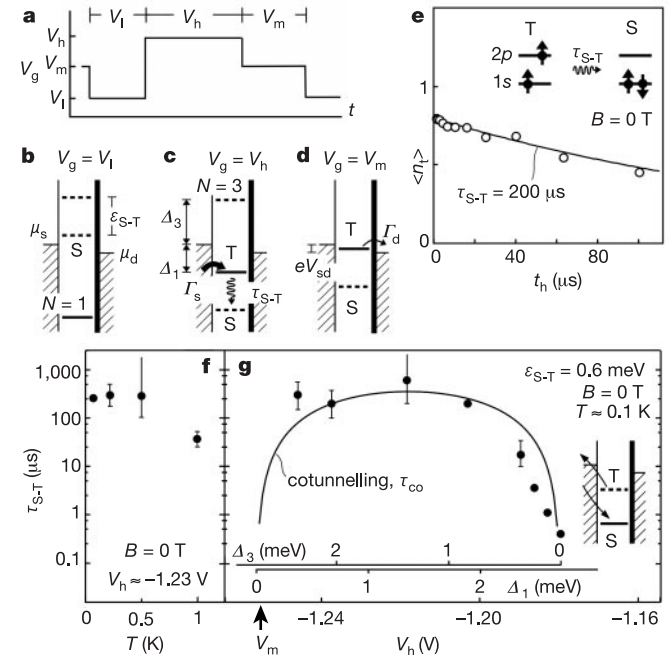 a
V_l
V_h
V_m
V_h
V_g V_m
V_l
t
b V_g = V_l
c V_g = V_h
d V_g = V_m
N = 3
ε_S-T
μ_s
S
μ_d
N = 1
Δ_3
Δ_1
T
Γ_s
τ_S-T
S
T
Γ_d
eV_sd
S
e
T
S
2p
τ_S-T
1s
B = 0 T
1
<n_t>
τ_S-T = 200 μs
0
0 40 80
t_h (μs)
f
1,000
100
10
1
0.1
τ_S-T (μs)
B = 0 T
V_h ≈ −1.23 V
0 0.5 1
T (K)
g
ε_S-T = 0.6 meV
B = 0 T
T ≈ 0.1 K
cotunnelling, τ_co
T
S
Δ_3 (meV) 2 1 0
0 1 2 Δ_1 (meV)
−1.24 −1.20 −1.16
V_m
V_h (V)